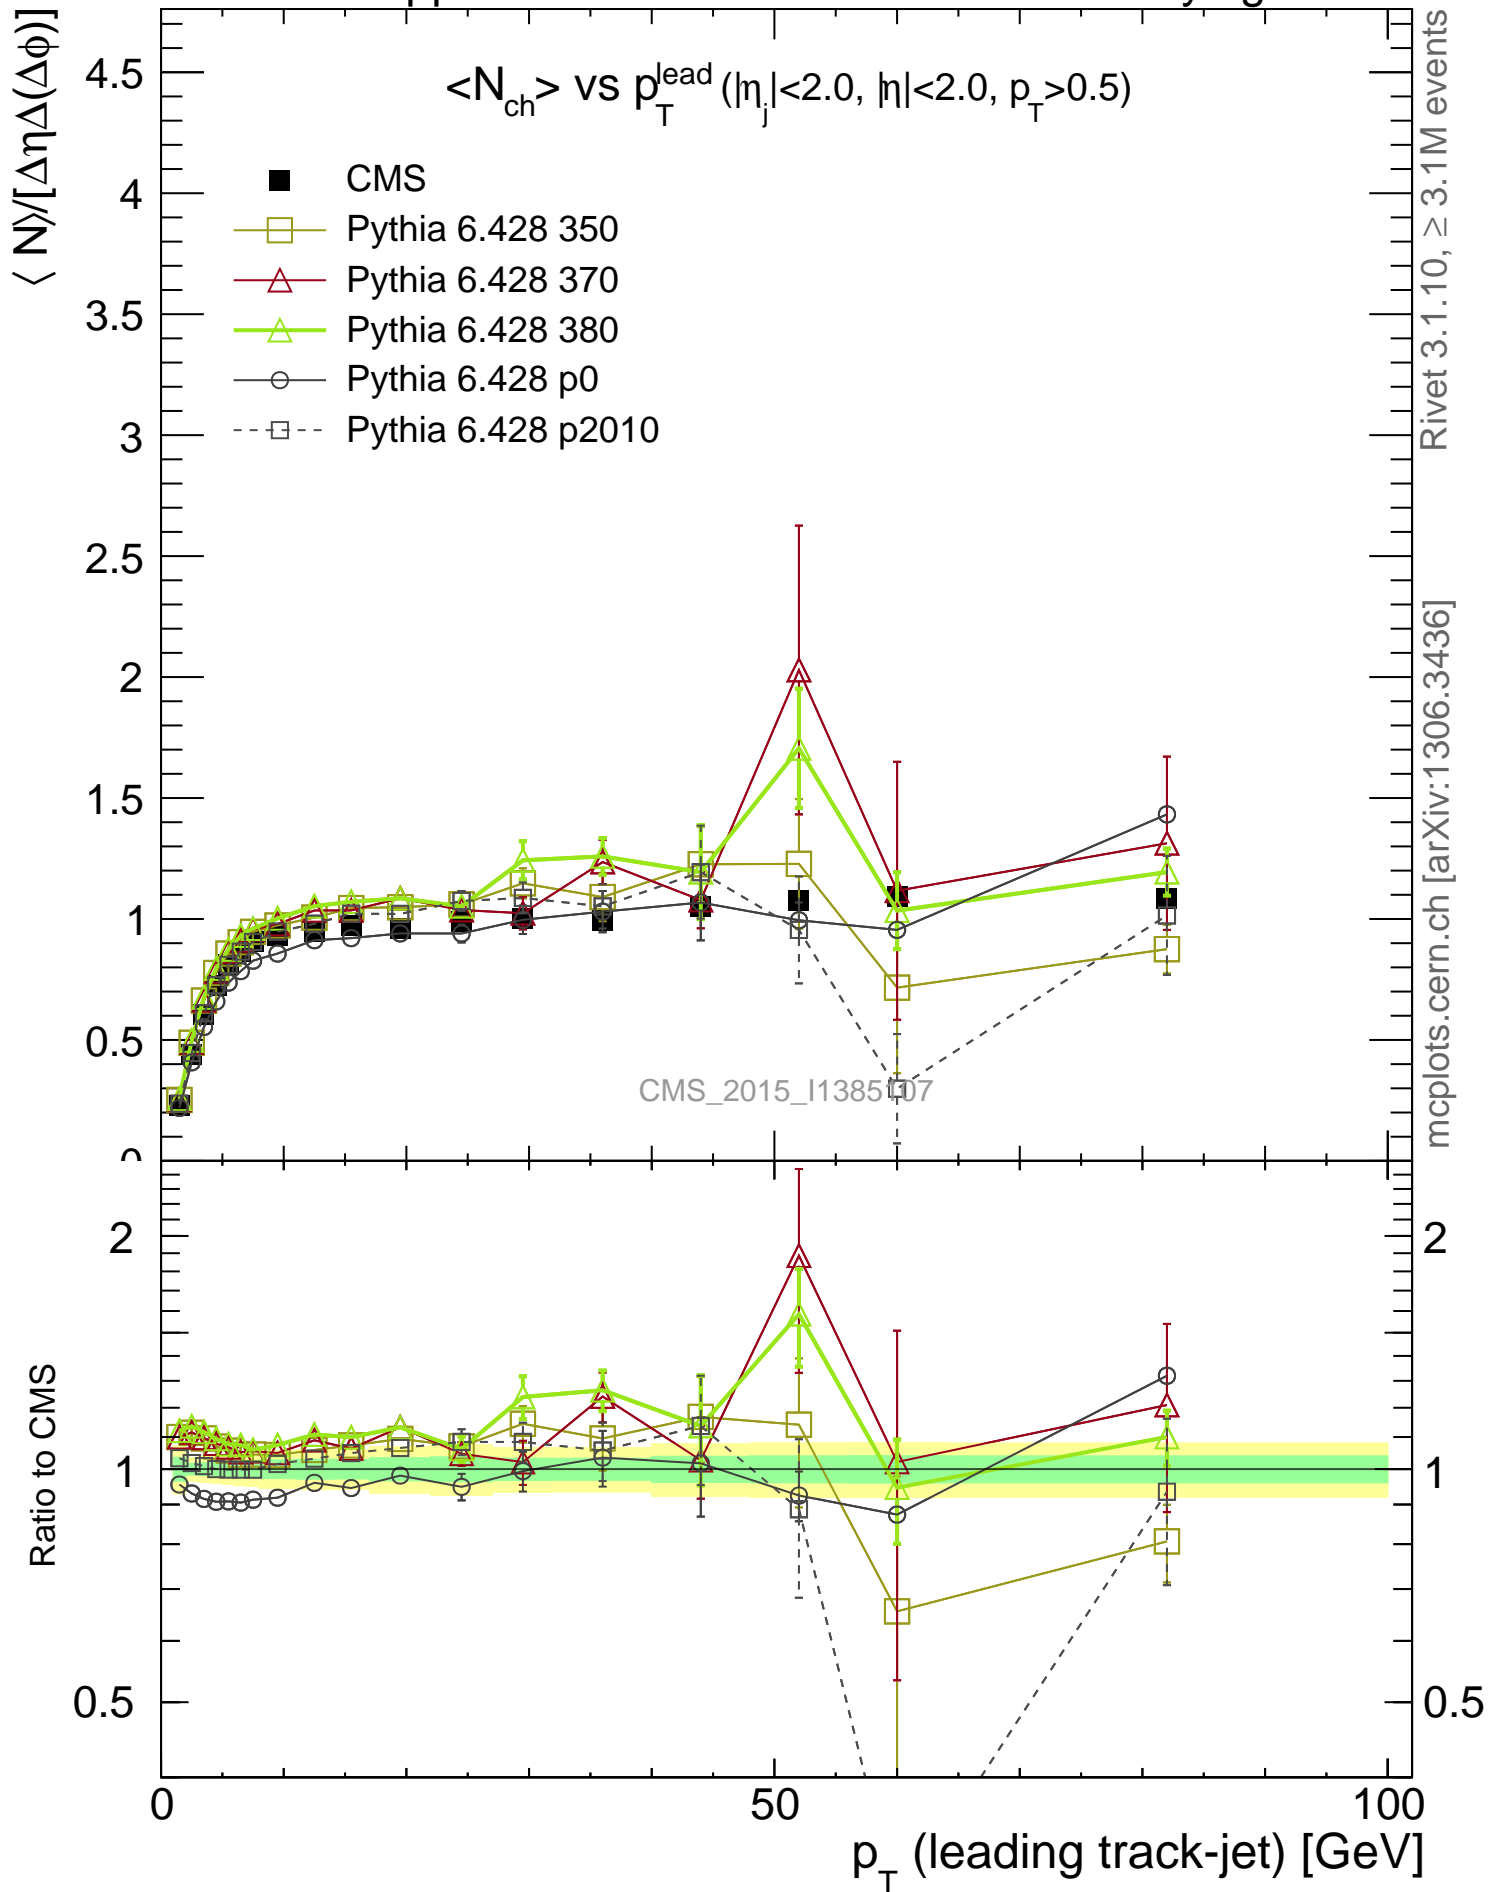 pp
<N_ch> vs p_T^lead (|η_j|<2.0, |η|<2.0, p_T>0.5)
⟨ N⟩/[ΔηΔ(Δϕ)]
CMS
Pythia 6.428 350
Pythia 6.428 370
Pythia 6.428 380
Pythia 6.428 p0
Pythia 6.428 p2010
4.5
4
3.5
3
2.5
2
1.5
1
0.5
0
CMS_2015_I1385107
Rivet 3.1.10, ≥ 3.1M events
mcplots.cern.ch [arXiv:1306.3436]
Ratio to CMS
2 2
1 1
0.5 0.5
0 50 100
p_T (leading track-jet) [GeV]